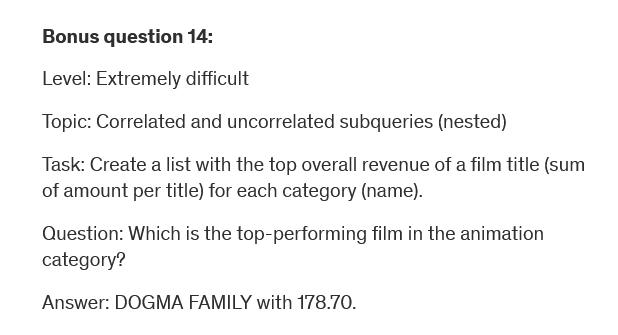 Bonus question 14:
Level: Extremely difficult
Topic: Correlated and uncorrelated subqueries (nested)
Task: Create a list with the top overall revenue of a film title (sum
of amount per title) for each category (name).
Question: Which is the top-performing film in the animation
category?
Answer: DOGMA FAMILY with 178.70.